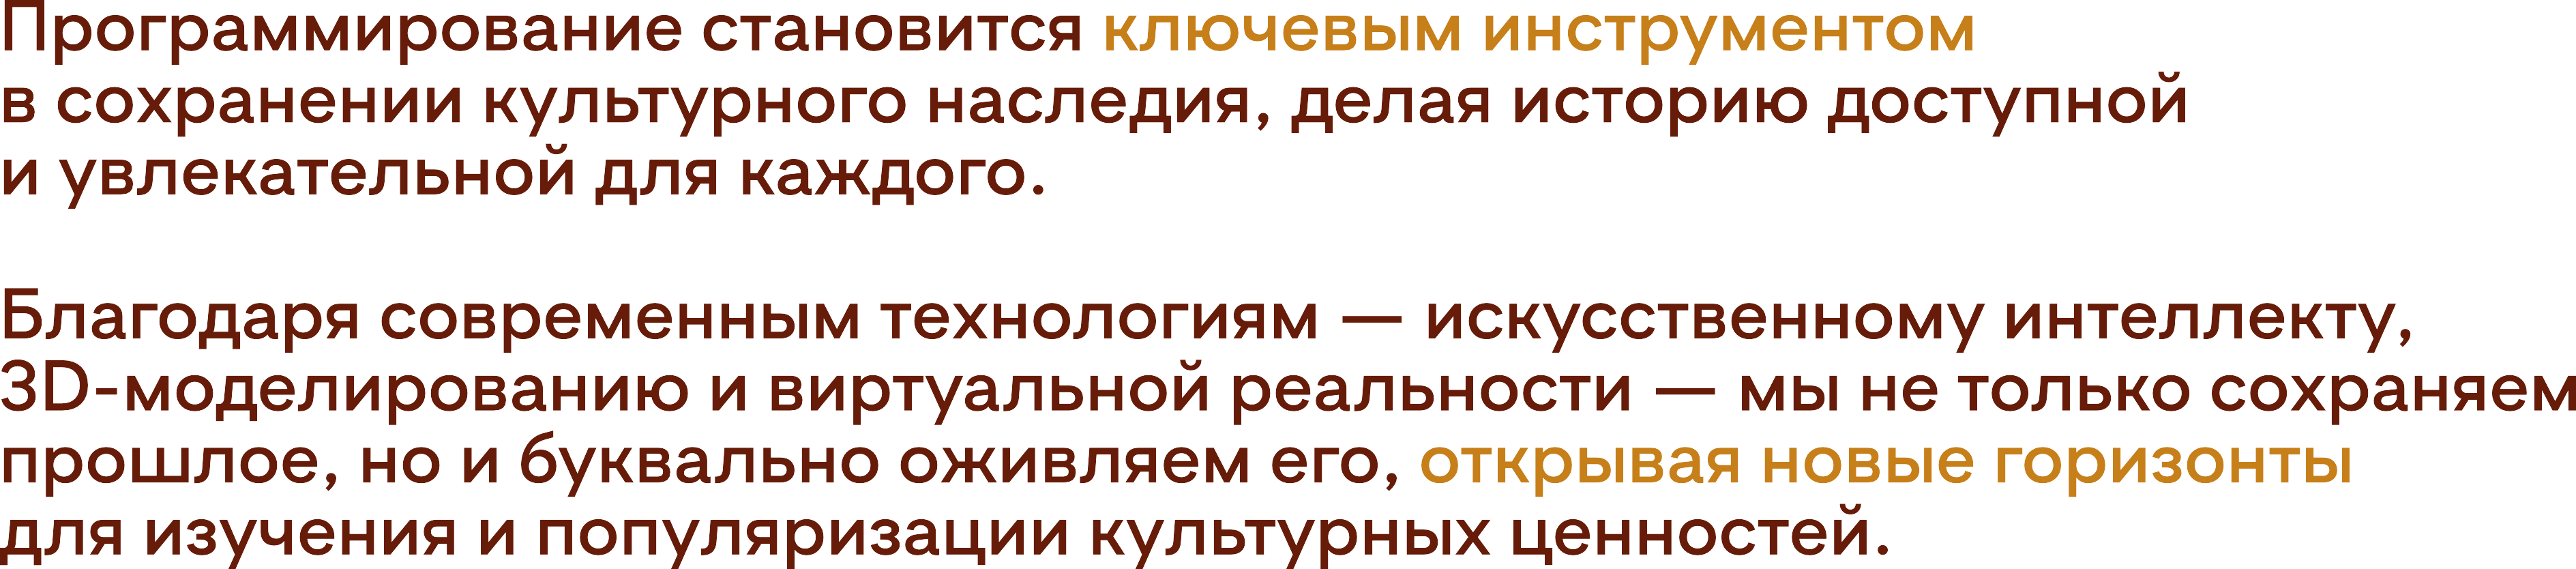 Программирование становится ключевым инструментом
в сохранении культурного наследия, делая историю доступной
и увлекательной для каждого.
Благодаря современным технологиям — искусственному интеллекту,
3D-моделированию и виртуальной реальности — мы не только сохраняем
прошлое, но и буквально оживляем его, открывая новые горизонты
для изучения и популяризации культурных ценностей.